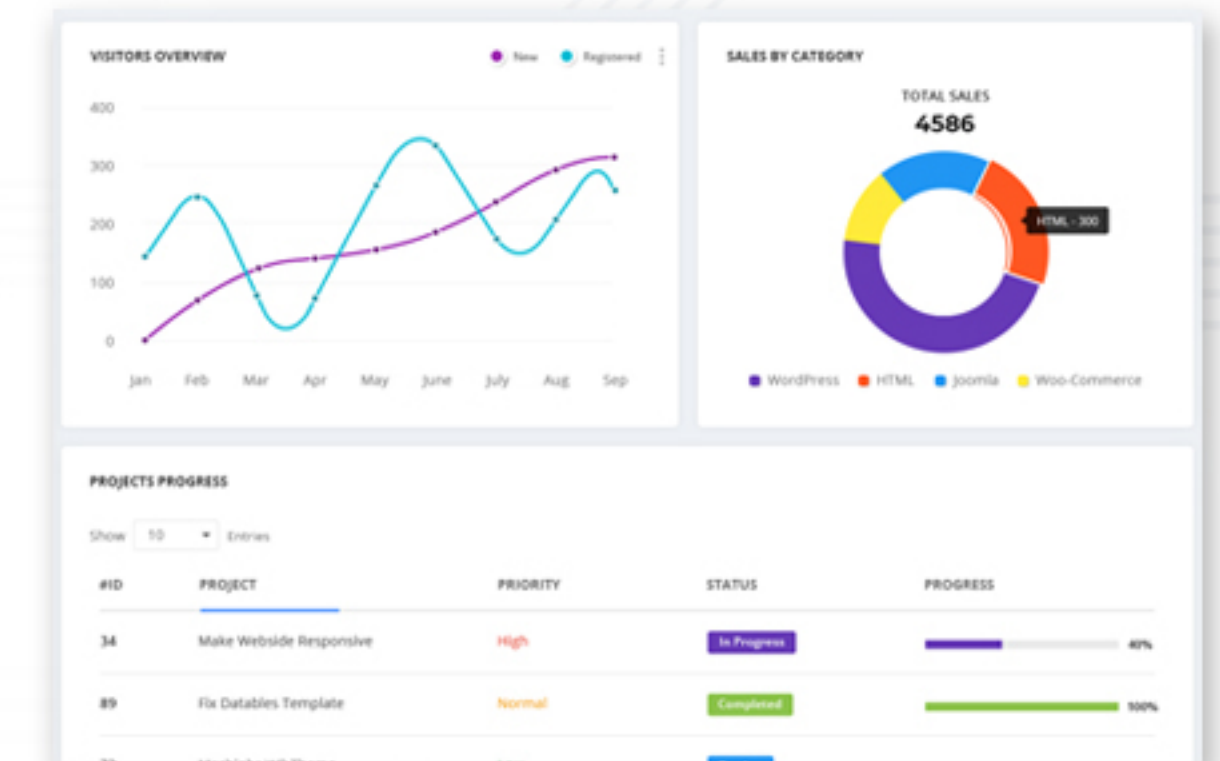 VISITORS OVERVIEW
New Registered
400
300
200
100
0
Jan Feb Mar Apr May June July Aug Sep
SALES BY CATEGORY
TOTAL SALES
4586
HTML - 300
WordPress HTML Joomla Woo-Commerce
PROJECTS PROGRESS
Show 10 Entries
#ID PROJECT PRIORITY STATUS PROGRESS
34 Make Webside Responsive High In Progress 40%
89 Fix Datables Template Normal Completed 100%